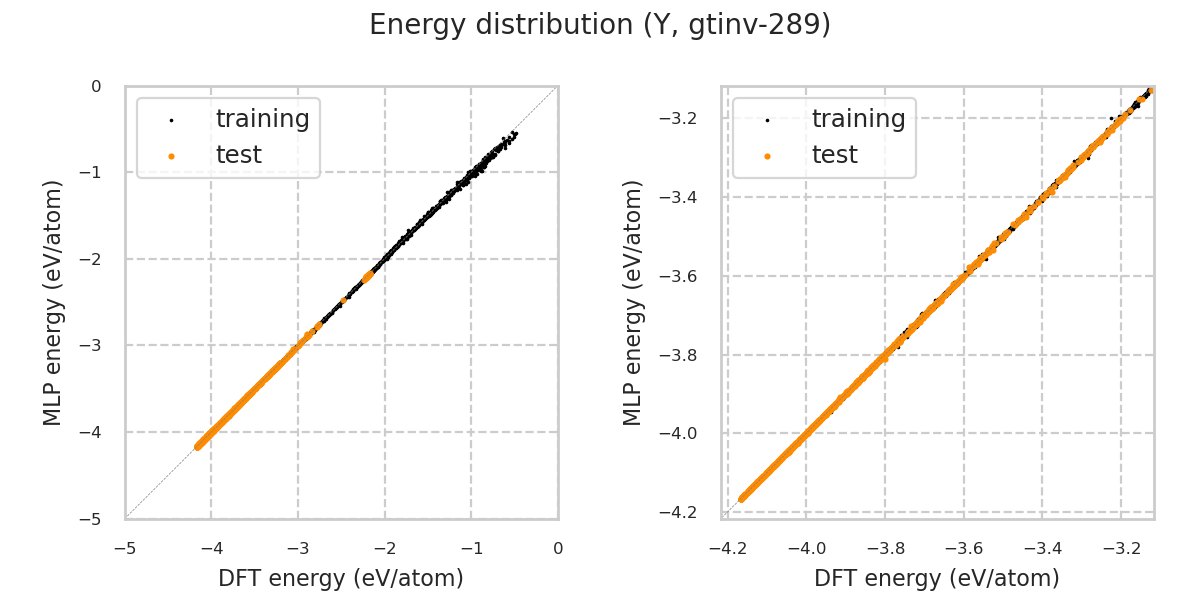 Energy distribution (Y, gtinv-289)
MLP energy (eV/atom)
0
−1
−2
−3
−4
−5
training
test
−5
−4
−3
−2
−1
0
DFT energy (eV/atom)
MLP energy (eV/atom)
−3.2
−3.4
−3.6
−3.8
−4.0
−4.2
training
test
−4.2
−4.0
−3.8
−3.6
−3.4
−3.2
DFT energy (eV/atom)